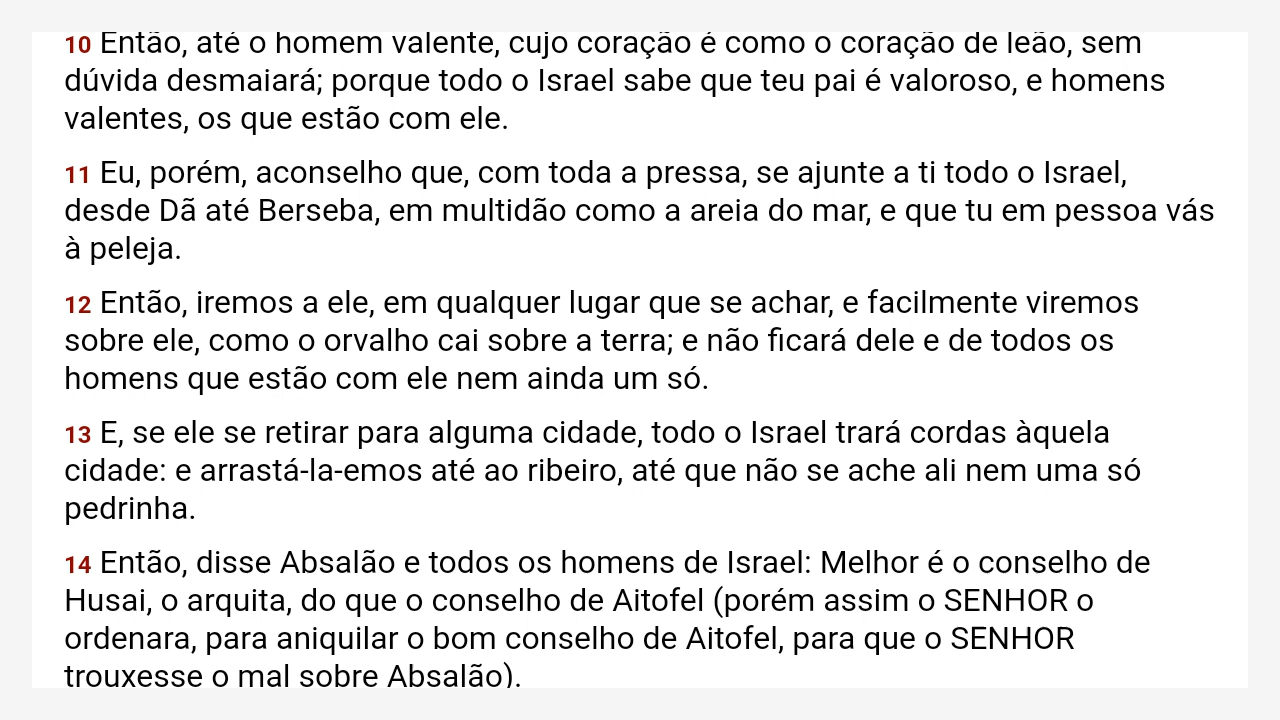 10 Então, até o homem valente, cujo coração é como o coração de leão, sem
dúvida desmaiará; porque todo o Israel sabe que teu pai é valoroso, e homens
valentes, os que estão com ele.
11 Eu, porém, aconselho que, com toda a pressa, se ajunte a ti todo o Israel,
desde Dã até Berseba, em multidão como a areia do mar, e que tu em pessoa vás
à peleja.
12 Então, iremos a ele, em qualquer lugar que se achar, e facilmente viremos
sobre ele, como o orvalho cai sobre a terra; e não ficará dele e de todos os
homens que estão com ele nem ainda um só.
13 E, se ele se retirar para alguma cidade, todo o Israel trará cordas àquela
cidade: e arrastá-la-emos até ao ribeiro, até que não se ache ali nem uma só
pedrinha.
14 Então, disse Absalão e todos os homens de Israel: Melhor é o conselho de
Husai, o arquita, do que o conselho de Aitofel (porém assim o SENHOR o
ordenara, para aniquilar o bom conselho de Aitofel, para que o SENHOR
trouxesse o mal sobre Absalão).